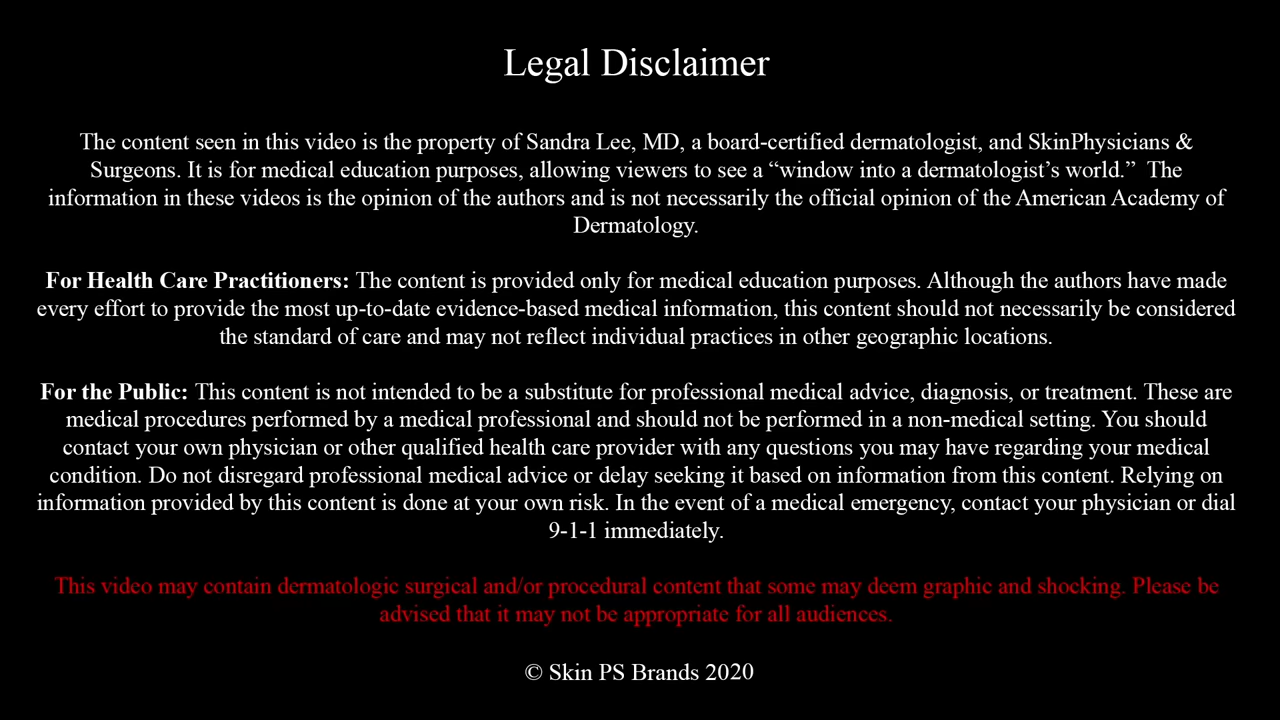 Legal Disclaimer
The content seen in this video is the property of Sandra Lee, MD, a board-certified dermatologist, and SkinPhysicians &
Surgeons. It is for medical education purposes, allowing viewers to see a “window into a dermatologist’s world.”  The
information in these videos is the opinion of the authors and is not necessarily the official opinion of the American Academy of
Dermatology.
For Health Care Practitioners: The content is provided only for medical education purposes. Although the authors have made
every effort to provide the most up-to-date evidence-based medical information, this content should not necessarily be considered
the standard of care and may not reflect individual practices in other geographic locations.
For the Public: This content is not intended to be a substitute for professional medical advice, diagnosis, or treatment. These are
medical procedures performed by a medical professional and should not be performed in a non-medical setting. You should
contact your own physician or other qualified health care provider with any questions you may have regarding your medical
condition. Do not disregard professional medical advice or delay seeking it based on information from this content. Relying on
information provided by this content is done at your own risk. In the event of a medical emergency, contact your physician or dial
9-1-1 immediately.
This video may contain dermatologic surgical and/or procedural content that some may deem graphic and shocking. Please be
advised that it may not be appropriate for all audiences.
© Skin PS Brands 2020